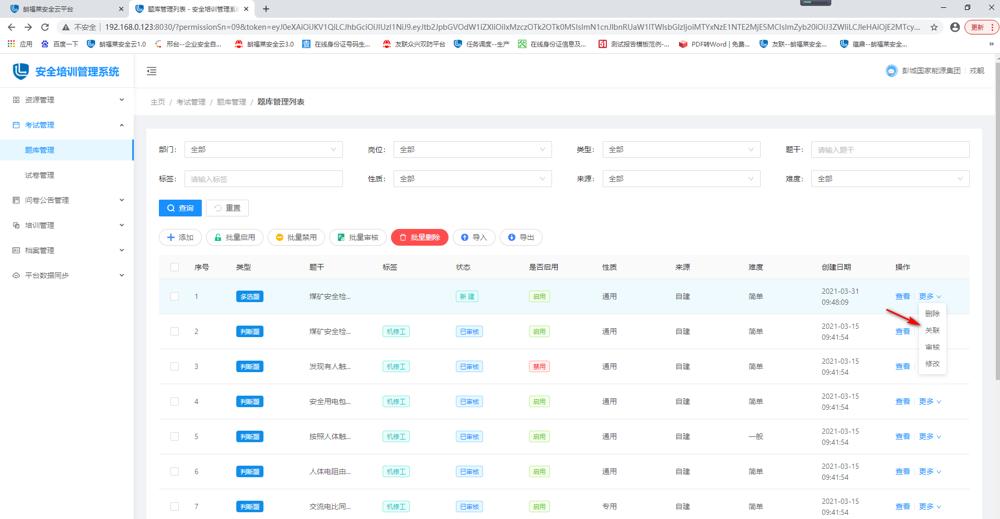 朗福莱安全云平台
题库管理列表 - 安全培训管理系
不安全
192.168.0.123:8030/?permissionSn=09&token=eyJ0eXAiOiJKV1QiLCJhbGciOiJIUzI1NiJ9.eyJtb2JpbGVOdW1iZXIiOiIxMzczOTk2OTk0MSIsImN1cnJlbnRUaW1lTWlsbGlzIjoiMTYxNzE1NTE2MjE5MCIsImZyb20iOiJ3ZWIiLCJleHAiOjE2MTcy...
更新
应用
百度一下
朗福莱安全云1.0
邢台--企业安全自...
朗福莱安全云3.0
查
在线身份证号码生...
友联众兴双防平台
任务调度--生产
在线身份证信息及...
51
测试报告模板范例-...
PDF转Word | 免费...
友联--朗福莱安全...
蕴鼎--朗福莱安全...
»
安全培训管理系统
彭城国家能源集团
戎靓
资源管理
考试管理
题库管理
试卷管理
问卷公告管理
培训管理
档案管理
平台数据同步
主页 / 考试管理 / 题库管理 / 题库管理列表
部门： 全部 岗位： 全部 类型： 全部 题干： 请输入题干
标签： 请输入标签 性质： 全部 来源： 全部 难度： 全部
查询 重置
添加 批量启用 批量禁用 批量审核 批量删除 导入 导出
序号 类型 题干 标签 状态 是否启用 性质 来源 难度 创建日期 操作
1 多选题 煤矿安全检... 新 建 启用 通用 自建 简单 2021-03-31 09:48:09 查看 更多
删除
关联
审核
修改
2 判断题 煤矿安全检... 机修工 已审核 启用 通用 自建 简单 2021-03-15 09:41:54 查看
3 判断题 发现有人触... 机修工 已审核 禁用 通用 自建 简单 2021-03-15 09:41:54 查看
4 判断题 安全用电包... 机修工 已审核 启用 通用 自建 简单 2021-03-15 09:41:54 查看 更多
5 判断题 按照人体触... 机修工 已审核 启用 通用 自建 一般 2021-03-15 09:41:54 查看 更多
6 判断题 人体电阻由... 机修工 已审核 启用 通用 自建 简单 2021-03-15 09:41:54 查看 更多
7 判断题 交流电比同... 机修工 已审核 启用 专用 自建 简单 2021-03-15 09:41:54 查看 更多